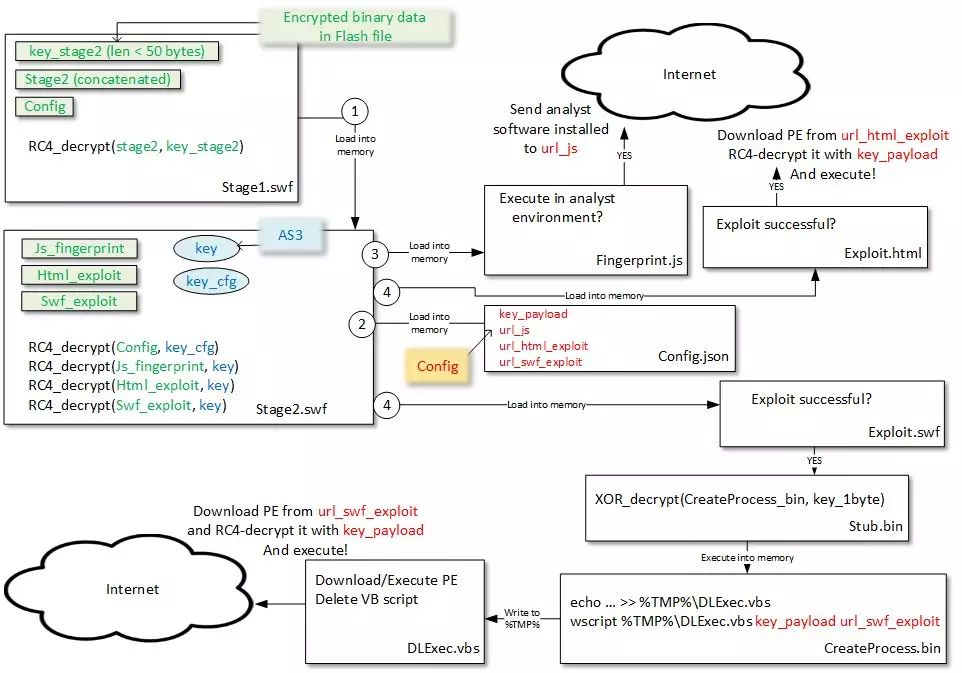 Encrypted binary data
in Flash file
key_stage2 (len < 50 bytes)
Stage2 (concatenated)
Config
RC4_decrypt(stage2, key_stage2)
Stage1.swf
1
Load into
memory
Internet
Send analyst
software installed
to url_js
YES
Download PE from url_html_exploit
RC4-decrypt it with key_payload
And execute!
YES
Execute in analyst
environment?
Fingerprint.js
Exploit successful?
Exploit.html
Js_fingerprint
Html_exploit
Swf_exploit
AS3
key
key_cfg
3
Load into
memory
4
Load into memory
2
Load into
memory
key_payload
url_js
url_html_exploit
url_swf_exploit
Config.json
Config
RC4_decrypt(Config, key_cfg)
RC4_decrypt(Js_fingerprint, key)
RC4_decrypt(Html_exploit, key)
RC4_decrypt(Swf_exploit, key)
Stage2.swf
4
Load into memory
Exploit successful?
Exploit.swf
YES
XOR_decrypt(CreateProcess_bin, key_1byte)
Stub.bin
Execute into memory
echo ... >> %TMP%\DLExec.vbs
wscript %TMP%\DLExec.vbs key_payload url_swf_exploit
CreateProcess.bin
Write to
%TMP%
Download/Execute PE
Delete VB script
DLExec.vbs
Download PE from url_swf_exploit
and RC4-decrypt it with key_payload
And execute!
Internet